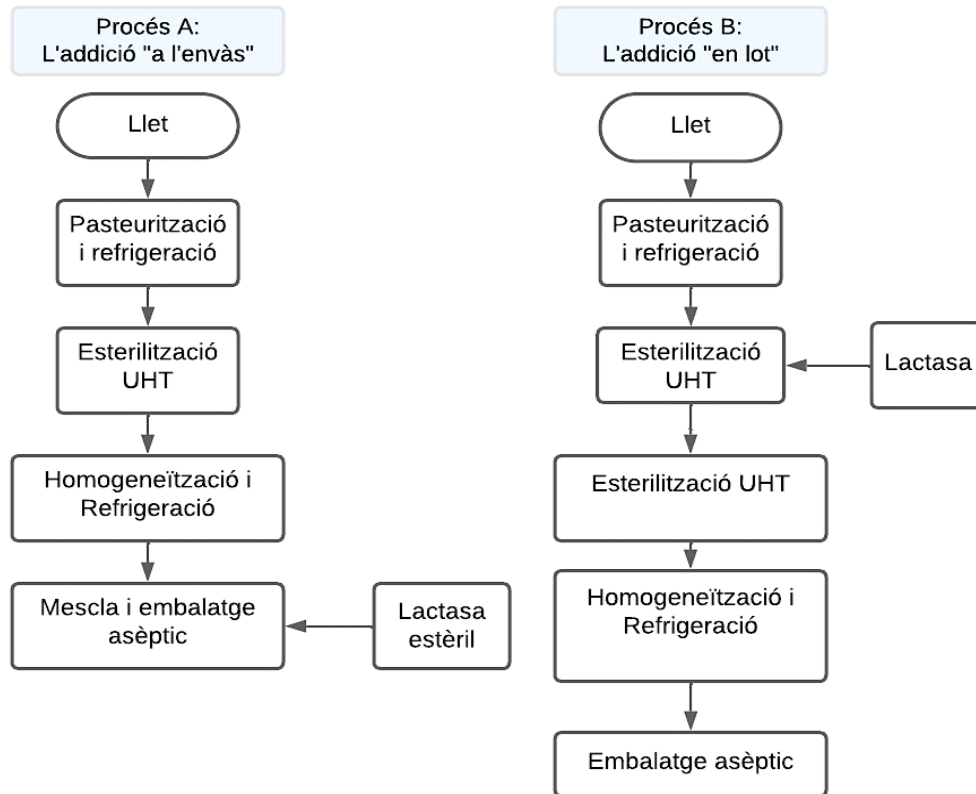 Procés A:
L'addició "a l'envàs"
Llet
Pasteurització
i refrigeració
Esterilització
UHT
Homogeneïtzació i
Refrigeració
Mescla i embalatge
asèptic
Lactasa
estèril
Procés B:
L'addició "en lot"
Llet
Pasteurització
i refrigeració
Esterilització
UHT
Lactasa
Esterilització UHT
Homogeneïtzació i
Refrigeració
Embalatge asèptic